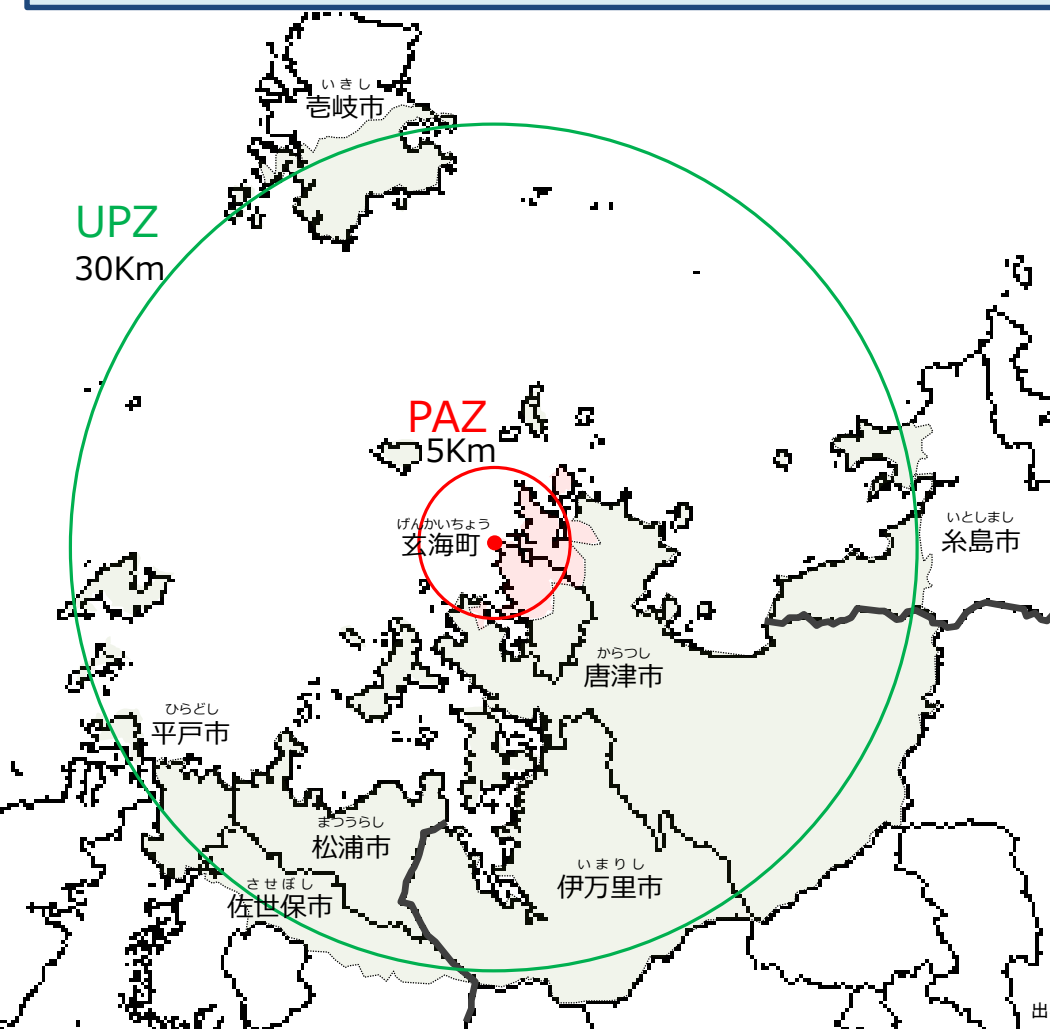 いきし
壱岐市
UPZ
30Km
PAZ
5Km
げんかいちょう
玄海町
いとしまし
糸島市
からつし
唐津市
ひらどし
平戸市
まつうらし
松浦市
いまりし
伊万里市
させぼし
佐世保市
出